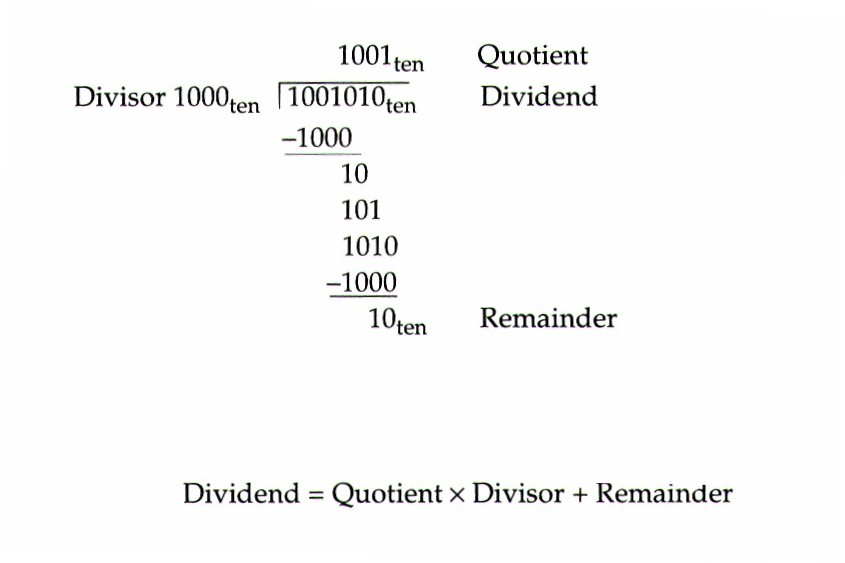 1001ten Quotient
Divisor 1000ten 1001010ten Dividend
–1000
10
101
1010
–1000
10ten Remainder
Dividend = Quotient × Divisor + Remainder